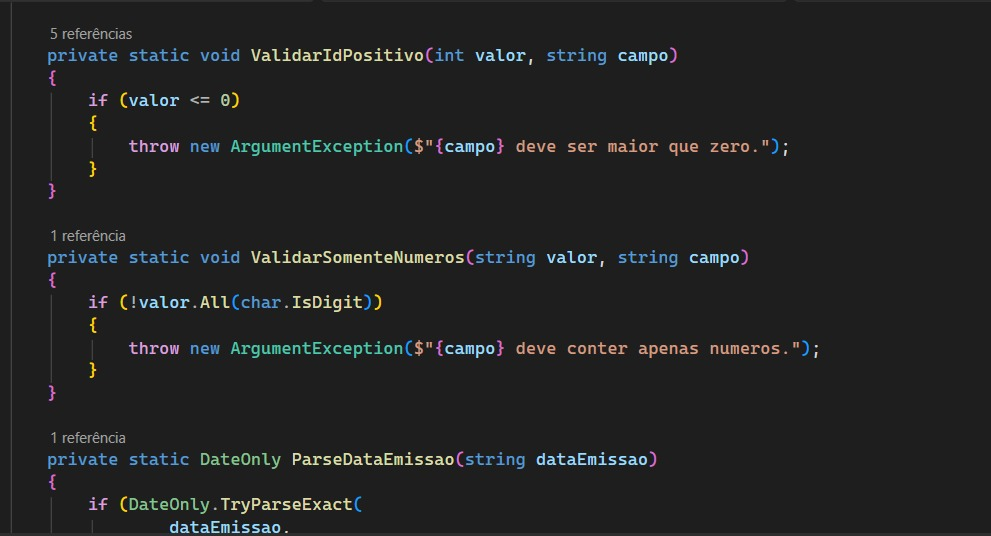 5 referências
private static void ValidarIdPositivo(int valor, string campo)
{
if (valor <= 0)
{
throw new ArgumentException($"{campo} deve ser maior que zero.");
}
}
1 referência
private static void ValidarSomenteNumeros(string valor, string campo)
{
if (!valor.All(char.IsDigit))
{
throw new ArgumentException($"{campo} deve conter apenas numeros.");
}
}
1 referência
private static DateOnly ParseDataEmissao(string dataEmissao)
{
if (DateOnly.TryParseExact(
dataEmissao,